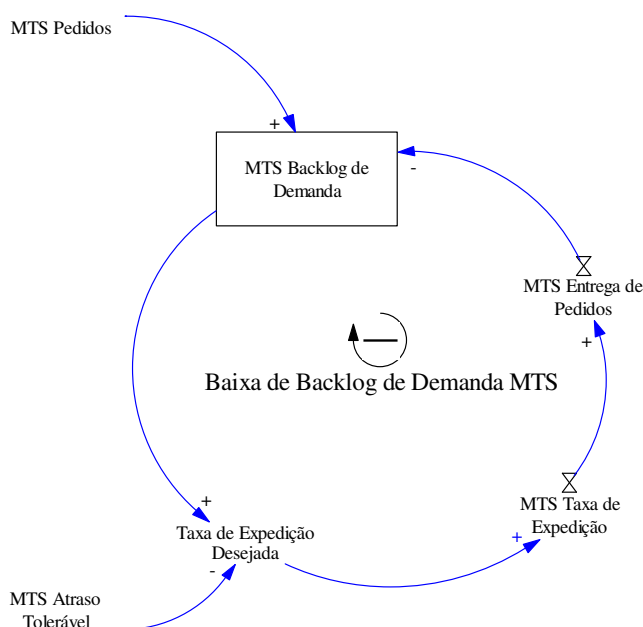 MTS Pedidos
+
MTS Backlog de
Demanda
-
MTS Entrega de
Pedidos
+
Baixa de Backlog de Demanda MTS
MTS Taxa de
Expedição
+
+
Taxa de Expedição
Desejada
-
MTS Atraso
Tolerável